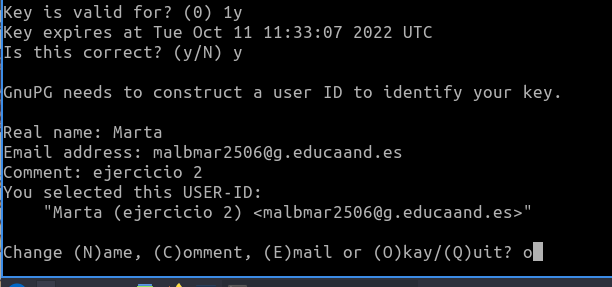 Key is valid for? (0) 1y
Key expires at Tue Oct 11 11:33:07 2022 UTC
Is this correct? (y/N) y
GnuPG needs to construct a user ID to identify your key.
Real name: Marta
Email address: malbmar2506@g.educaand.es
Comment: ejercicio 2
You selected this USER-ID:
"Marta (ejercicio 2) <malbmar2506@g.educaand.es>"
Change (N)ame, (C)omment, (E)mail or (O)kay/(Q)uit? o